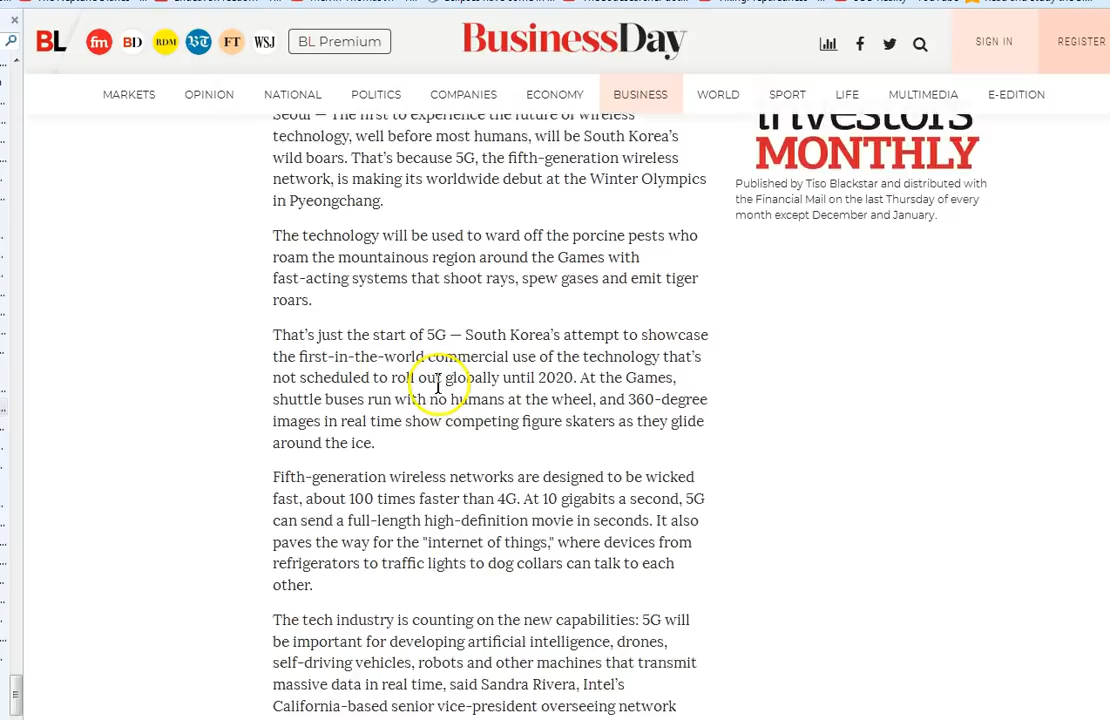 BL fm BD RDM BT FT WSJ BL Premium BusinessDay SIGN IN REGISTER
MARKETS OPINION NATIONAL POLITICS COMPANIES ECONOMY BUSINESS WORLD SPORT LIFE MULTIMEDIA E-EDITION
Seoul — The first to experience the future of wireless
technology, well before most humans, will be South Korea's
wild boars. That's because 5G, the fifth-generation wireless
network, is making its worldwide debut at the Winter Olympics
in Pyeongchang.
The technology will be used to ward off the porcine pests who
roam the mountainous region around the Games with
fast-acting systems that shoot rays, spew gases and emit tiger
roars.
That's just the start of 5G — South Korea's attempt to showcase
the first-in-the-world commercial use of the technology that's
not scheduled to roll out globally until 2020. At the Games,
shuttle buses run with no humans at the wheel, and 360-degree
images in real time show competing figure skaters as they glide
around the ice.
Fifth-generation wireless networks are designed to be wicked
fast, about 100 times faster than 4G. At 10 gigabits a second, 5G
can send a full-length high-definition movie in seconds. It also
paves the way for the "internet of things," where devices from
refrigerators to traffic lights to dog collars can talk to each
other.
The tech industry is counting on the new capabilities: 5G will
be important for developing artificial intelligence, drones,
self-driving vehicles, robots and other machines that transmit
massive data in real time, said Sandra Rivera, Intel's
California-based senior vice-president overseeing network
Investors
MONTHLY
Published by Tiso Blackstar and distributed with
the Financial Mail on the last Thursday of every
month except December and January.